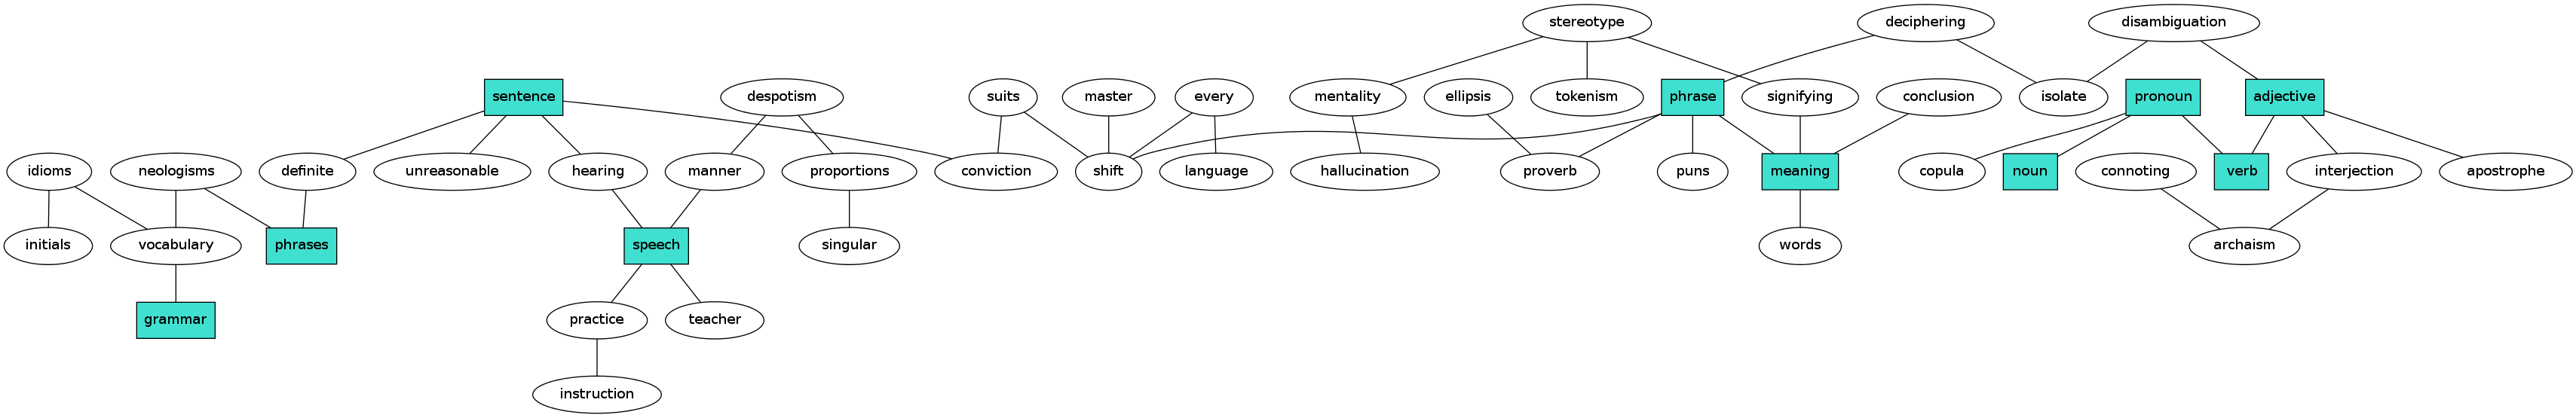 stereotype
deciphering
disambiguation
sentence
despotism
suits
master
every
mentality
ellipsis
tokenism
phrase
signifying
conclusion
isolate
pronoun
adjective
idioms
neologisms
definite
unreasonable
hearing
manner
proportions
conviction
shift
language
hallucination
proverb
puns
meaning
copula
noun
connoting
verb
interjection
apostrophe
initials
vocabulary
phrases
speech
singular
words
archaism
grammar
practice
teacher
instruction